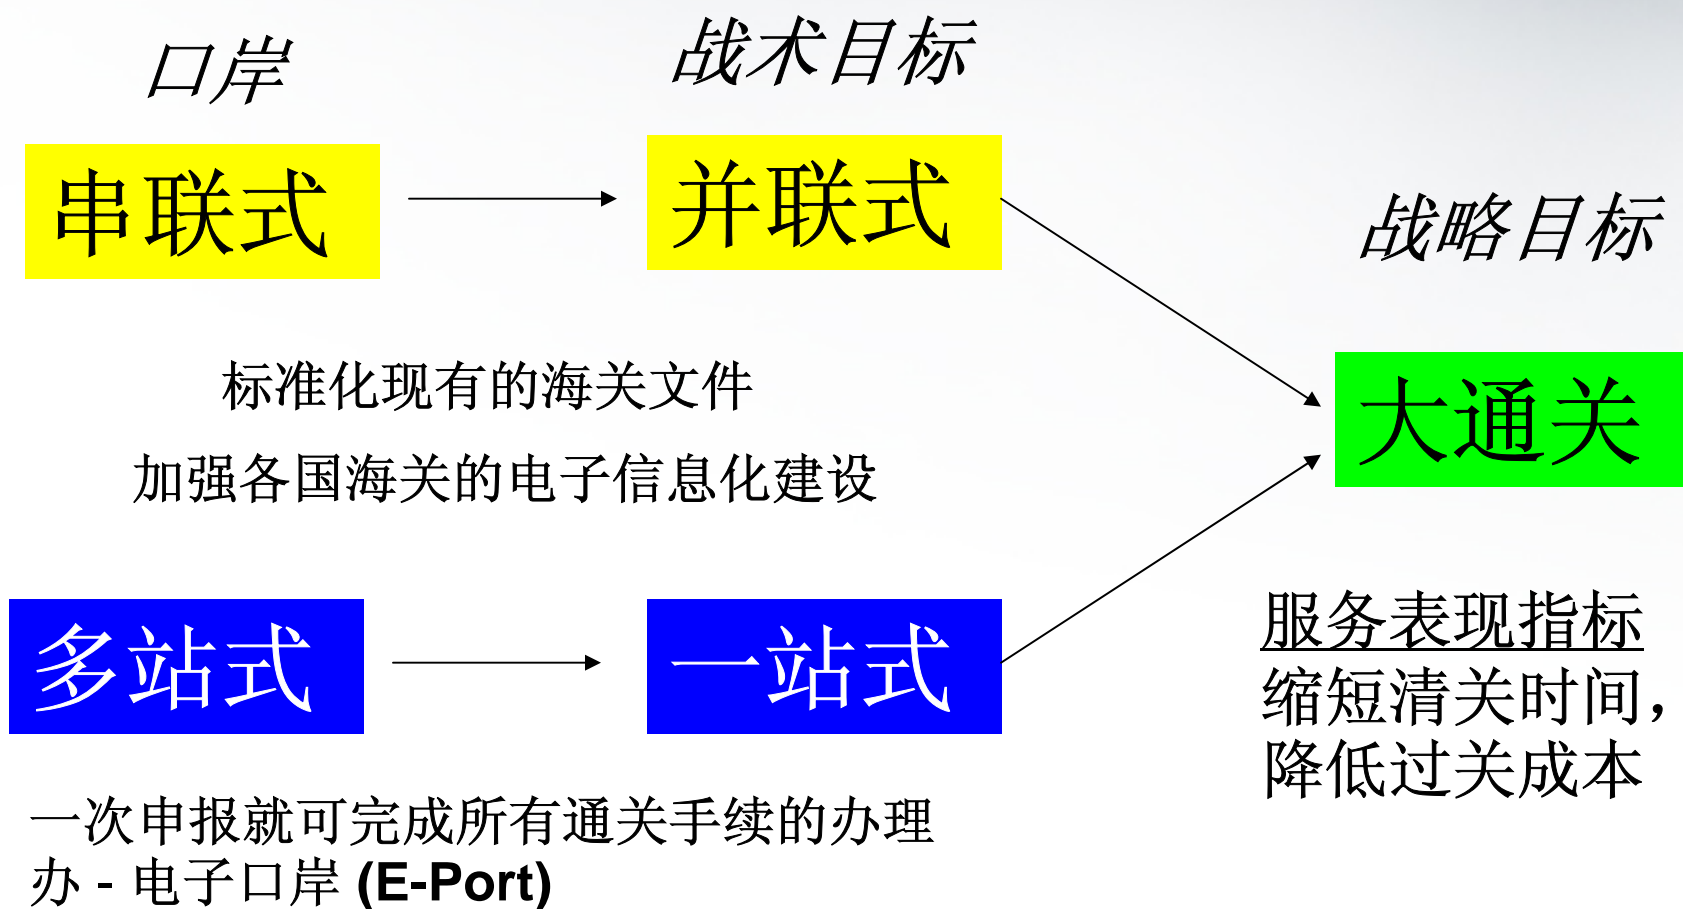 口岸
战术目标
串联式
并联式
战略目标
标准化现有的海关文件
加强各国海关的电子信息化建设
大通关
多站式
一站式
服务表现指标
缩短清关时间，
降低过关成本
一次申报就可完成所有通关手续的办理
办 - 电子口岸 (E-Port)